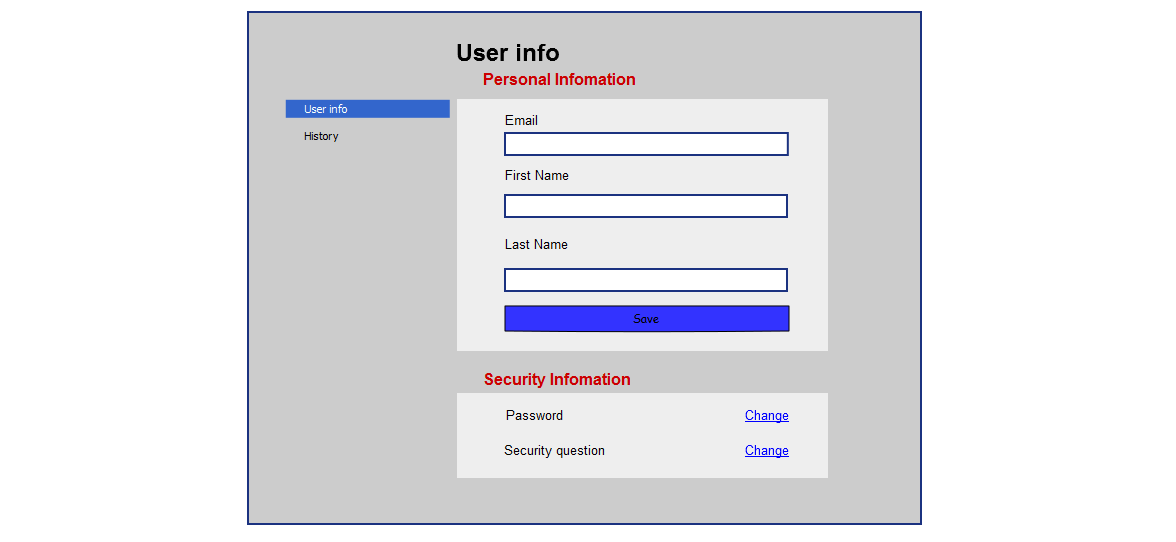 User info
Personal Infomation
User info
History
Email
First Name
Last Name
Save
Security Infomation
Password Change
Security question Change